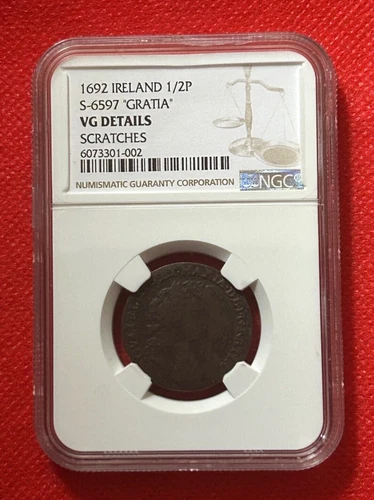 1692 IRELAND 1/2P
S-6597 "GRATIA"
VG DETAILS
SCRATCHES
6073301-002
NUMISMATIC GUARANTY CORPORATION
NGC